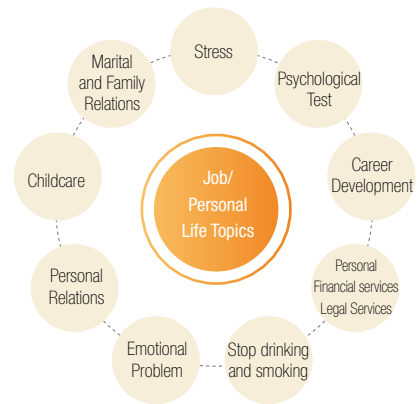 Stress
Psychological
Test
Career
Development
Personal
Financial services
Legal Services
Stop drinking
and smoking
Emotional
Problem
Personal
Relations
Childcare
Marital
and Family
Relations
Job/
Personal
Life Topics